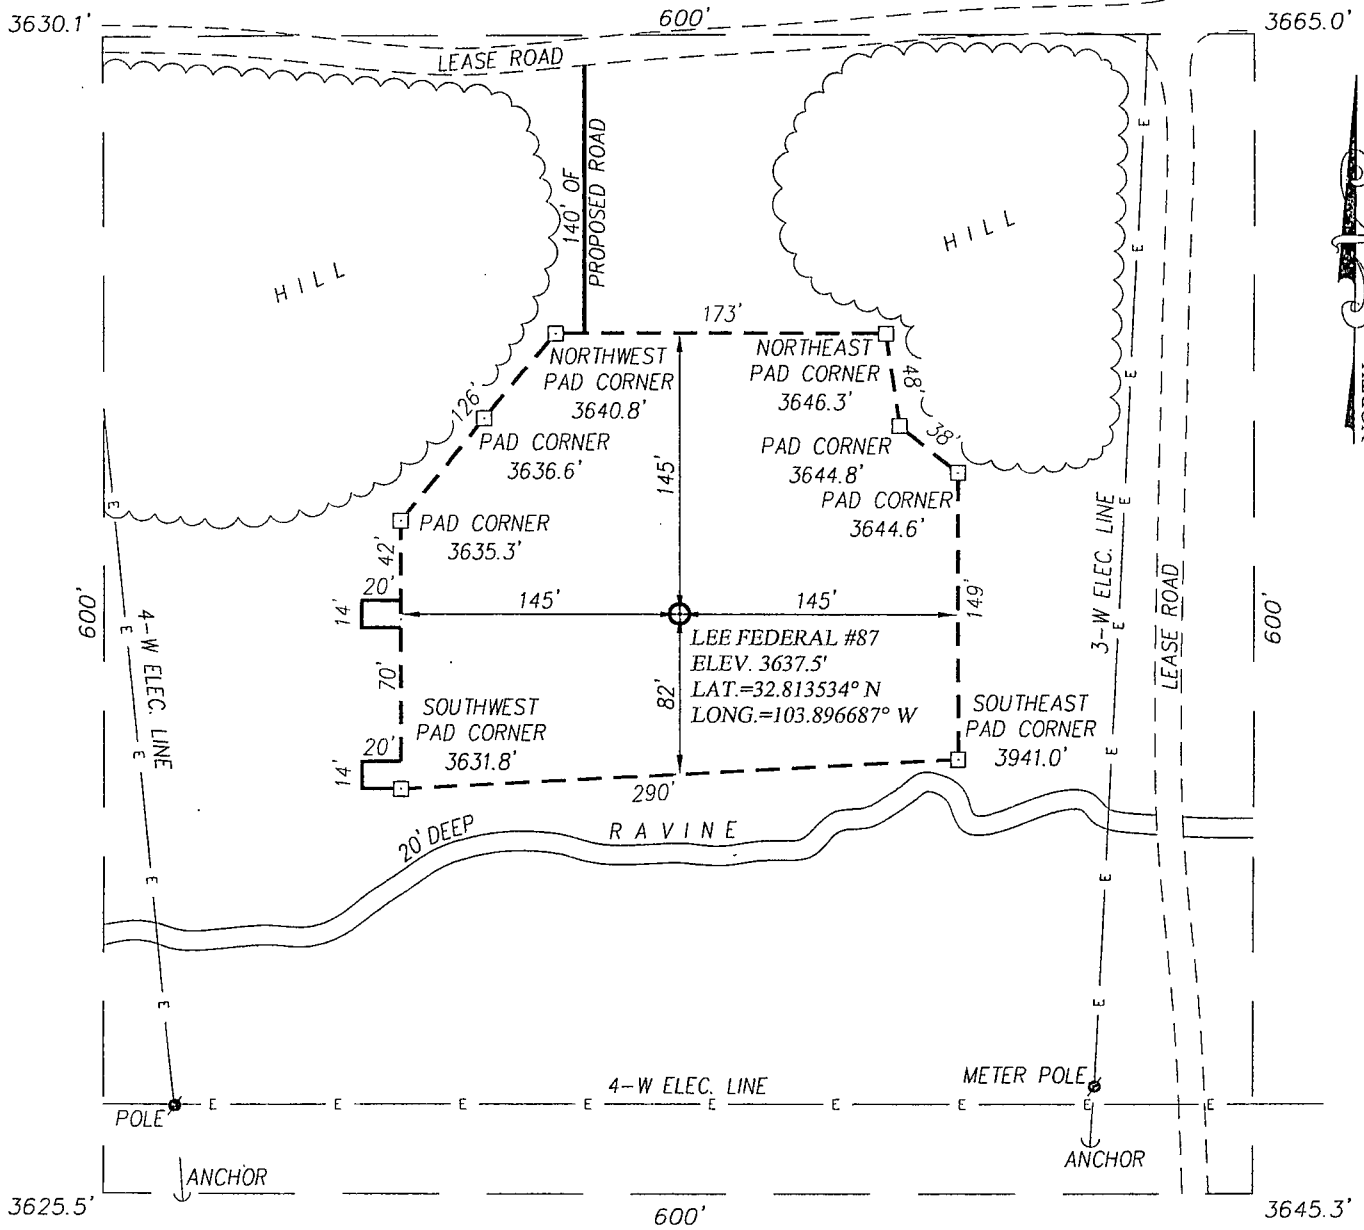 3630.1'
600'
3665.0'
LEASE ROAD
140' OF
PROPOSED ROAD
HILL
HILL
173'
NORTHWEST
PAD CORNER
3640.8'
NORTHEAST
PAD CORNER
3646.3'
48'
126'
38'
PAD CORNER
3636.6'
PAD CORNER
3644.8'
PAD CORNER
3644.6'
145'
PAD CORNER
3635.3'
42'
20'
14'
145'
145'
149'
3-W ELEC. LINE
LEASE ROAD
600'
600'
4-W ELEC. LINE
LEE FEDERAL #87
ELEV. 3637.5'
LAT.=32.813534° N
LONG.=103.896687° W
70'
82'
SOUTHWEST
PAD CORNER
3631.8'
SOUTHEAST
PAD CORNER
3941.0'
20'
14'
290'
20' DEEP
RAVINE
E
E
E
E
E
E
E
E
E
E
E
E
E
4-W ELEC. LINE
METER POLE
POLE
E
E
E
E
E
E
E
E
E
ANCHOR
ANCHOR
3625.5'
600'
3645.3'